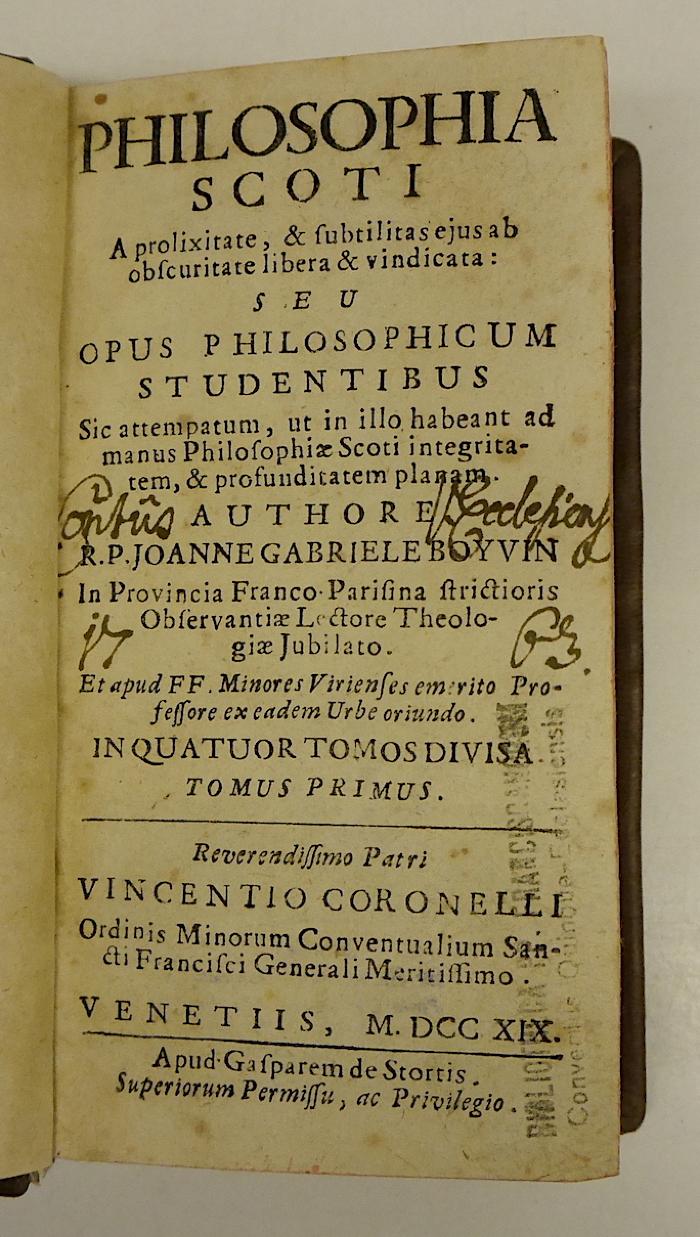 PHILOSOPHIA
SCOTI
A prolixitate, & ſubtilitas ejus ab
obſcuritate libera & vindicata:
SEU
OPUS PHILOSOPHICUM
STUDENTIBUS
Sic attempatum, ut in illo habeant ad
manus Philoſophiæ Scoti integrita-
tem, & profunditatem planam.
AUTHORE
R.P. JOANNE GABRIELE BOYVIN
In Provincia Franco-Pariſina ſtrictioris
Obſervantiæ Lectore Theolo-
giæ Jubilato.
17 63.
Et apud FF. Minores Virienſes emerito Pro-
feſſore ex eadem Urbe oriundo.
IN QUATUOR TOMOS DIVISA.
TOMUS PRIMUS.
Reverendiſſimo Patri
VINCENTIO CORONELLI
Ordinis Minorum Conventualium San-
cti Franciſci Generali Meritiſſimo.
VENETIIS, M. DCC XIX.
Apud Gaſparem de Stortis.
Superiorum Permiſſu, ac Privilegio.